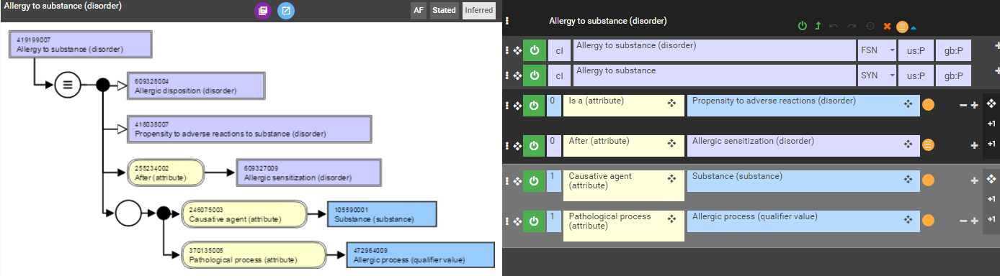 Allergy to substance (disorder)
AF
Stated
Inferred
419199007
Allergy to substance (disorder)
609328004
Allergic disposition (disorder)
418038007
Propensity to adverse reactions to substance (disorder)
255234002
After (attribute)
609327009
Allergic sensitization (disorder)
246075003
Causative agent (attribute)
105590001
Substance (substance)
370135005
Pathological process (attribute)
472964009
Allergic process (qualifier value)
Allergy to substance (disorder)
cl
Allergy to substance (disorder)
FSN
us:P
gb:P
cl
Allergy to substance
SYN
us:P
gb:P
0
Is a (attribute)
Propensity to adverse reactions (disorder)
+1
0
After (attribute)
Allergic sensitization (disorder)
+1
1
Causative agent
(attribute)
Substance (substance)
+1
1
Pathological process
(attribute)
Allergic process (qualifier value)
+1